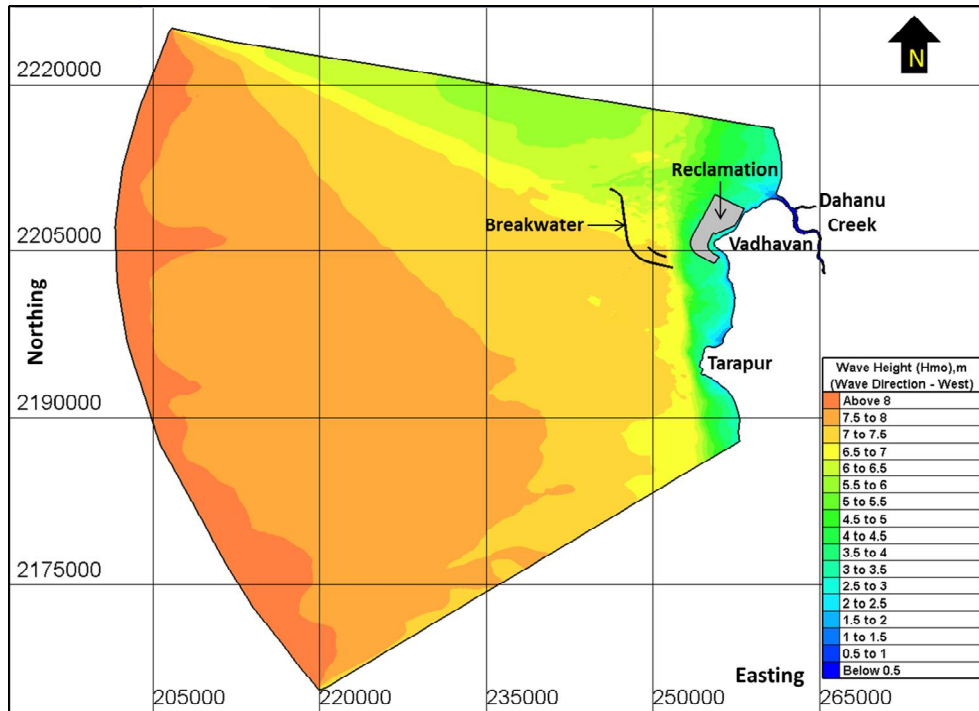 N
2220000
Reclamation
Dahanu
Breakwater
Creek
2205000
Vadhavan
Northing
Tarapur
Wave Height (Hmo),m
(Wave Direction - West)
Above 8
7.5 to 8
2190000
7 to 7.5
6.5 to 7
6 to 6.5
5.5 to 6
5 to 5.5
4.5 to 5
4 to 4.5
3.5 to 4
3 to 3.5
2.5 to 3
2175000
2 to 2.5
1.5 to 2
1 to 1.5
0.5 to 1
Easting
Below 0.5
205000
220000
235000
250000
265000